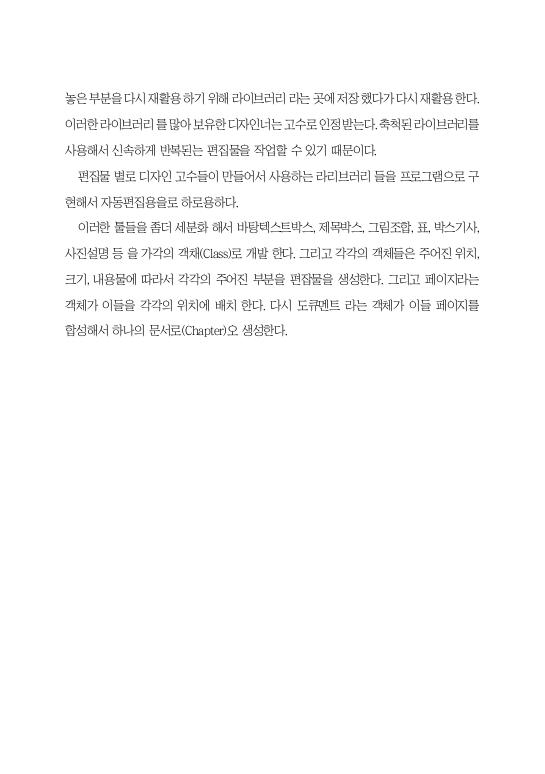 놓은 부분을 다시 재활용 하기 위해 라이브러리 라는 곳에 저장 했다가 다시 재활용 한다.
이러한 라이브러리 를 많아 보유한 디자인너는 고수로 인정 받는다. 축척된 라이브러리를
사용해서 신속하게 반복된는 편집물을 작업할 수 있기 때문이다.
편집물 별로 디자인 고수들이 만들어서 사용하는 라리브러리 들을 프로그램으로 구
현해서 자동편집용을로 하로용하다.
이러한 툴들을 좀더 세분화 해서 바탕텍스트박스, 제목박스, 그림조합, 표, 박스기사,
사진설명 등 을 가각의 객채(Class)로 개발 한다. 그리고 각각의 객체들은 주어진 위치,
크기, 내용물에 따라서 각각의 주어진 부분을 편집물을 생성한다. 그리고 페이지라는
객체가 이들을 각각의 위치에 배치 한다. 다시 도큐멘트 라는 객체가 이들 페이지를
합성해서 하나의 문서로(Chapter)오 생성한다.